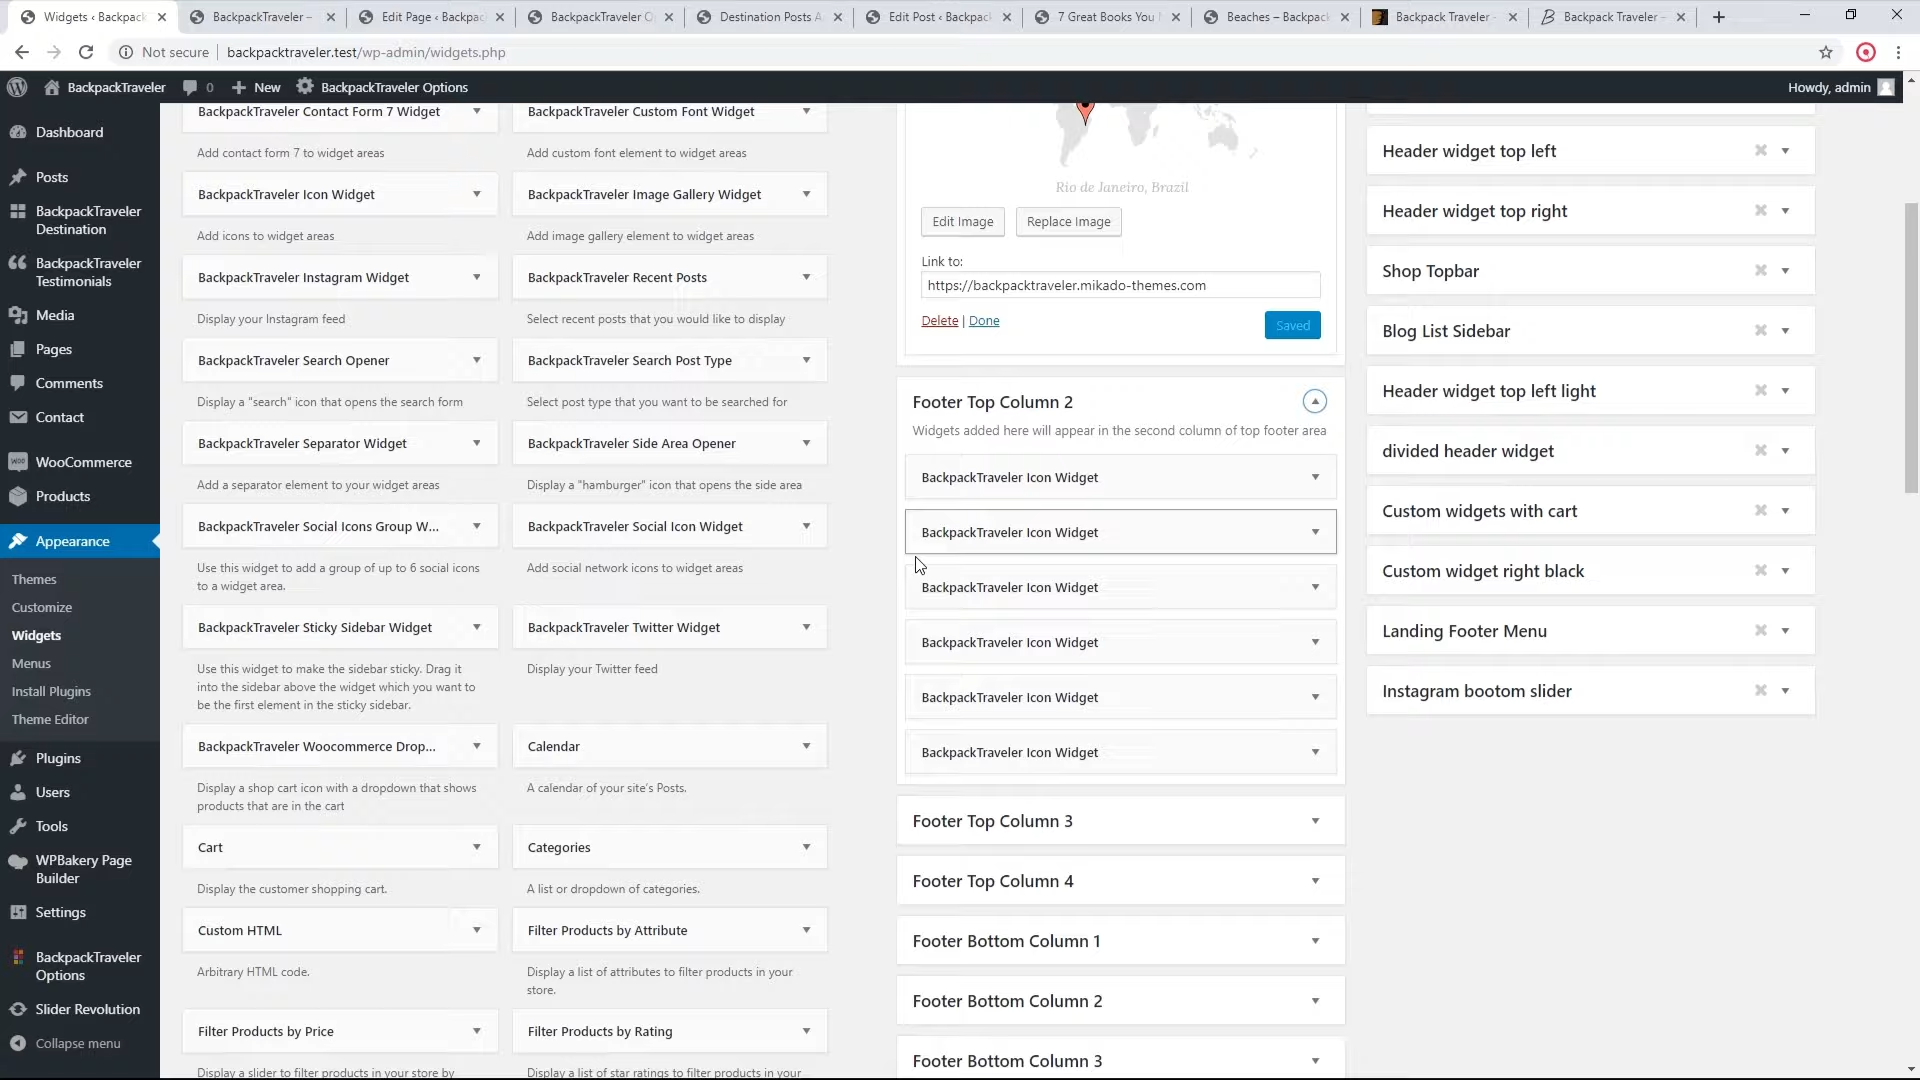 Widgets ‹ Backpack
BackpackTraveler –
Edit Page ‹ Backpac
BackpackTraveler O
Destination Posts A
Edit Post ‹ Backpac
7 Great Books You
Beaches – Backpac
Backpack Traveler -
Backpack Traveler –
Not secure
backpacktraveler.test/wp-admin/widgets.php
BackpackTraveler
0
New
BackpackTraveler Options
Howdy, admin
Dashboard
Posts
BackpackTraveler
Destination
BackpackTraveler
Testimonials
Media
Pages
Comments
Contact
WooCommerce
Products
Appearance
Themes
Customize
Widgets
Menus
Install Plugins
Theme Editor
Plugins
Users
Tools
WPBakery Page
Builder
Settings
BackpackTraveler
Options
Slider Revolution
Collapse menu
BackpackTraveler Contact Form 7 Widget
Add contact form 7 to widget areas
BackpackTraveler Icon Widget
Add icons to widget areas
BackpackTraveler Instagram Widget
Display your Instagram feed
BackpackTraveler Search Opener
Display a "search" icon that opens the search form
BackpackTraveler Separator Widget
Add a separator element to your widget areas
BackpackTraveler Social Icons Group W...
Use this widget to add a group of up to 6 social icons
to a widget area.
BackpackTraveler Sticky Sidebar Widget
Use this widget to make the sidebar sticky. Drag it
into the sidebar above the widget which you want to
be the first element in the sticky sidebar.
BackpackTraveler Woocommerce Drop...
Display a shop cart icon with a dropdown that shows
products that are in the cart
Cart
Display the customer shopping cart.
Custom HTML
Arbitrary HTML code.
Filter Products by Price
Display a slider to filter products in your store by
BackpackTraveler Custom Font Widget
Add custom font element to widget areas
BackpackTraveler Image Gallery Widget
Add image gallery element to widget areas
BackpackTraveler Recent Posts
Select recent posts that you would like to display
BackpackTraveler Search Post Type
Select post type that you want to be searched for
BackpackTraveler Side Area Opener
Display a "hamburger" icon that opens the side area
BackpackTraveler Social Icon Widget
Add social network icons to widget areas
BackpackTraveler Twitter Widget
Display your Twitter feed
Calendar
A calendar of your site's Posts.
Categories
A list or dropdown of categories.
Filter Products by Attribute
Display a list of attributes to filter products in your
store.
Filter Products by Rating
Display a list of star ratings to filter products in your
Rio de Janeiro, Brazil
Edit Image
Replace Image
Link to:
https://backpacktraveler.mikado-themes.com
Delete | Done
Saved
Footer Top Column 2
Widgets added here will appear in the second column of top footer area
BackpackTraveler Icon Widget
BackpackTraveler Icon Widget
BackpackTraveler Icon Widget
BackpackTraveler Icon Widget
BackpackTraveler Icon Widget
BackpackTraveler Icon Widget
Footer Top Column 3
Footer Top Column 4
Footer Bottom Column 1
Footer Bottom Column 2
Footer Bottom Column 3
Header widget top left
Header widget top right
Shop Topbar
Blog List Sidebar
Header widget top left light
divided header widget
Custom widgets with cart
Custom widget right black
Landing Footer Menu
Instagram bootom slider